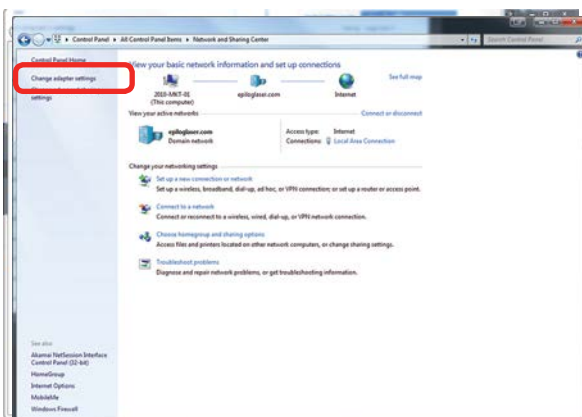 Control Panel
All Control Panel Items
Network and Sharing Center
Search Control Panel
Control Panel Home
Change adapter settings
settings
View your basic network information and set up connections
See full map
2010-MKT-01
(This computer)
epiloglaser.com
Internet
View your active networks
Connect or disconnect
epiloglaser.com
Domain network
Access type: Internet
Connections: Local Area Connection
Change your networking settings
Set up a new connection or network
Set up a wireless, broadband, dial-up, ad hoc, or VPN connection; or set up a router or access point.
Connect to a network
Connect or reconnect to a wireless, wired, dial-up, or VPN network connection.
Choose homegroup and sharing options
Access files and printers located on other network computers, or change sharing settings.
Troubleshoot problems
Diagnose and repair network problems, or get troubleshooting information.
See also
Akamai NetSession Interface
Control Panel (32-bit)
HomeGroup
Internet Options
MobileMe
Windows Firewall